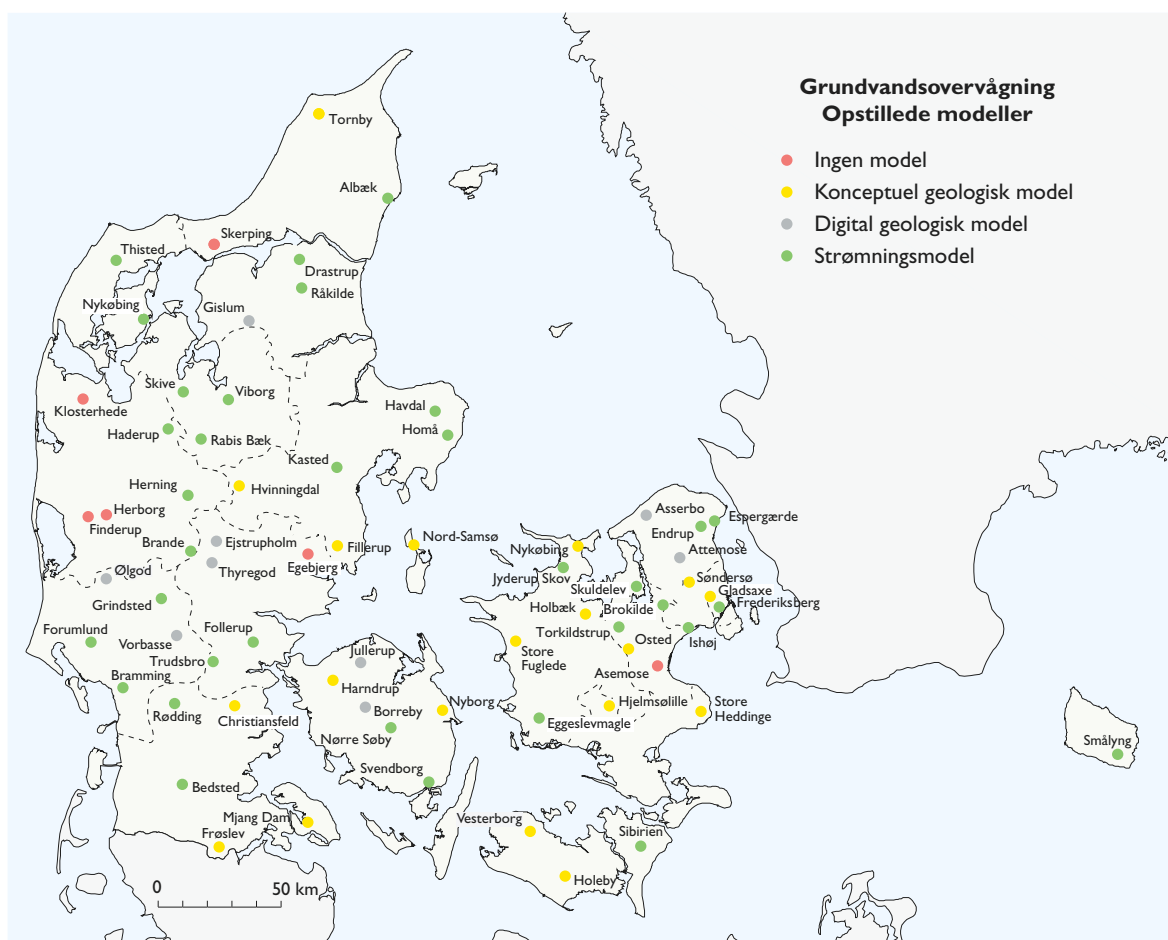 Grundvandsovervågning
Opstillede modeller
Ingen model
Konceptuel geologisk model
Digital geologisk model
Strømningsmodel
Tornby
Albæk
Skerping
Thisted
Drastrup
Råkilde
Nykøbing
Gislum
Skive
Viborg
Klosterhede
Havdal
Haderup
Rabis Bæk
Homå
Kasted
Herning
Hvinningdal
Herborg
Finderup
Brande
Ejstrupholm
Fillerup
Egebjerg
Nord-Samsø
Ølgod
Thyregod
Grindsted
Forumlund
Vorbasse
Follerup
Trudsbro
Bramming
Rødding
Christiansfeld
Jullerup
Harndrup
Borreby
Nyborg
Nørre Søby
Svendborg
Bedsted
Mjang Dam
Frøslev
Asserbo
Espergærde
Endrup
Nykøbing
Attemose
Jyderup Skov
Søndersø
Skuldelev
Gladsaxe
Holbæk
Brokilde
Frederiksberg
Torkildstrup
Osted
Ishøj
Store
Fuglede
Asemose
Hjelmsølille
Store
Heddinge
Eggeslevmagle
Smålyng
Vesterborg
Sibirien
Holeby
0
50 km